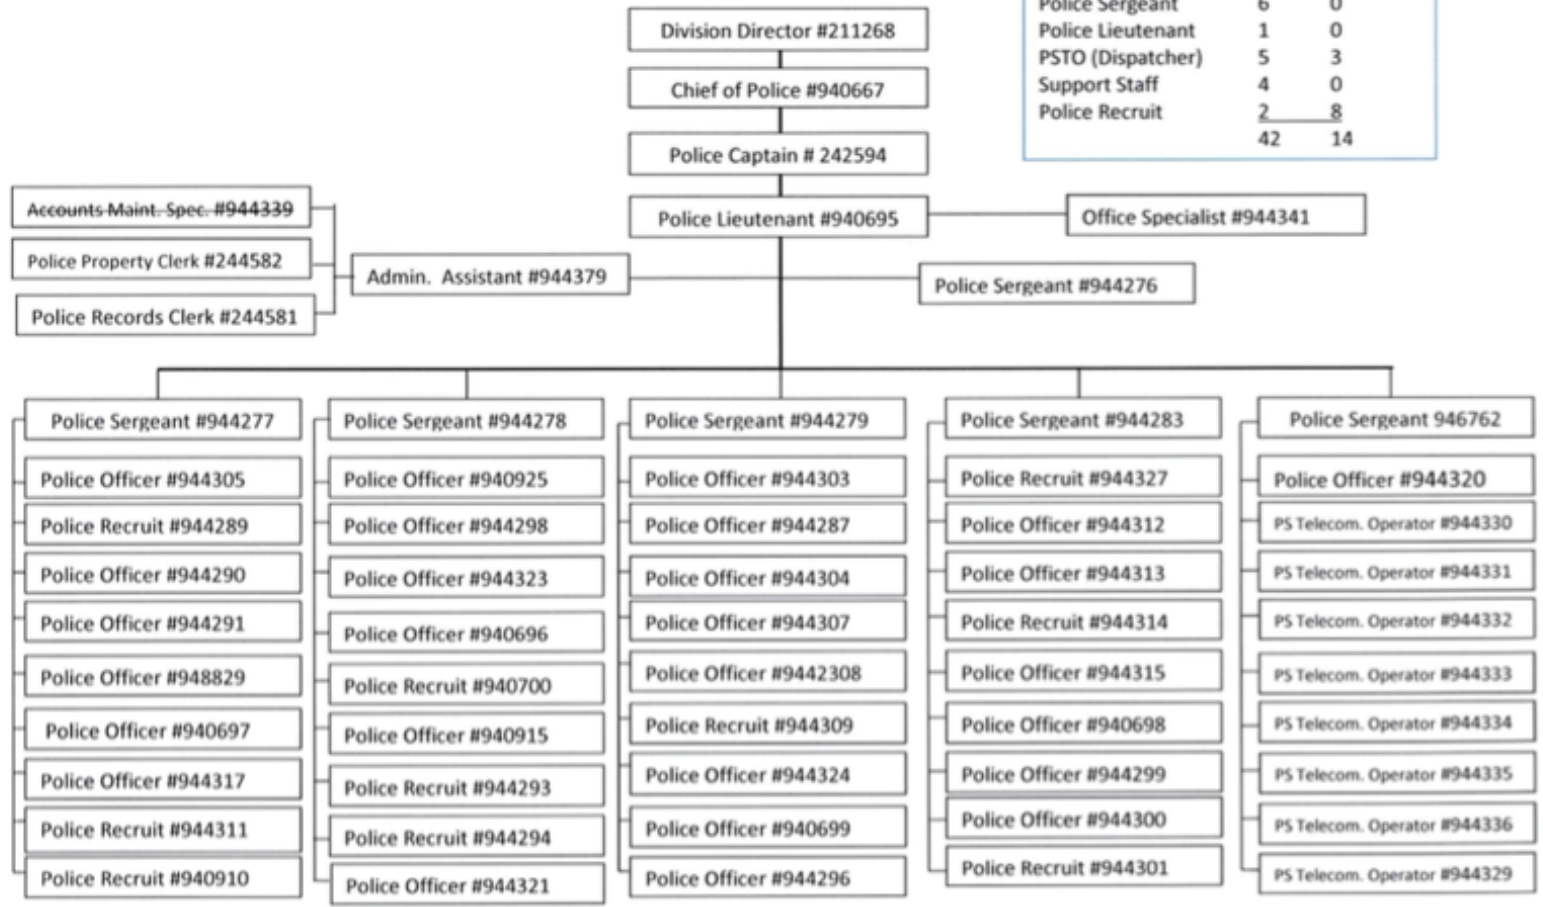 Police Sergeant 6 0
Police Lieutenant 1 0
PSTO (Dispatcher) 5 3
Support Staff 4 0
Police Recruit 2 8
42 14
Division Director #211268
Chief of Police #940667
Police Captain # 242594
Police Lieutenant #940695
Office Specialist #944341
Accounts Maint. Spec. #944339
Police Property Clerk #244582
Police Records Clerk #244581
Admin. Assistant #944379
Police Sergeant #944276
Police Sergeant #944277
Police Officer #944305
Police Recruit #944289
Police Officer #944290
Police Officer #944291
Police Officer #948829
Police Officer #940697
Police Officer #944317
Police Recruit #944311
Police Recruit #940910
Police Sergeant #944278
Police Officer #940925
Police Officer #944298
Police Officer #944323
Police Officer #940696
Police Recruit #940700
Police Officer #940915
Police Recruit #944293
Police Recruit #944294
Police Officer #944321
Police Sergeant #944279
Police Officer #944303
Police Officer #944287
Police Officer #944304
Police Officer #944307
Police Officer #9442308
Police Recruit #944309
Police Officer #944324
Police Officer #940699
Police Officer #944296
Police Sergeant #944283
Police Recruit #944327
Police Officer #944312
Police Officer #944313
Police Recruit #944314
Police Officer #944315
Police Officer #940698
Police Officer #944299
Police Officer #944300
Police Recruit #944301
Police Sergeant 946762
Police Officer #944320
PS Telecom. Operator #944330
PS Telecom. Operator #944331
PS Telecom. Operator #944332
PS Telecom. Operator #944333
PS Telecom. Operator #944334
PS Telecom. Operator #944335
PS Telecom. Operator #944336
PS Telecom. Operator #944329